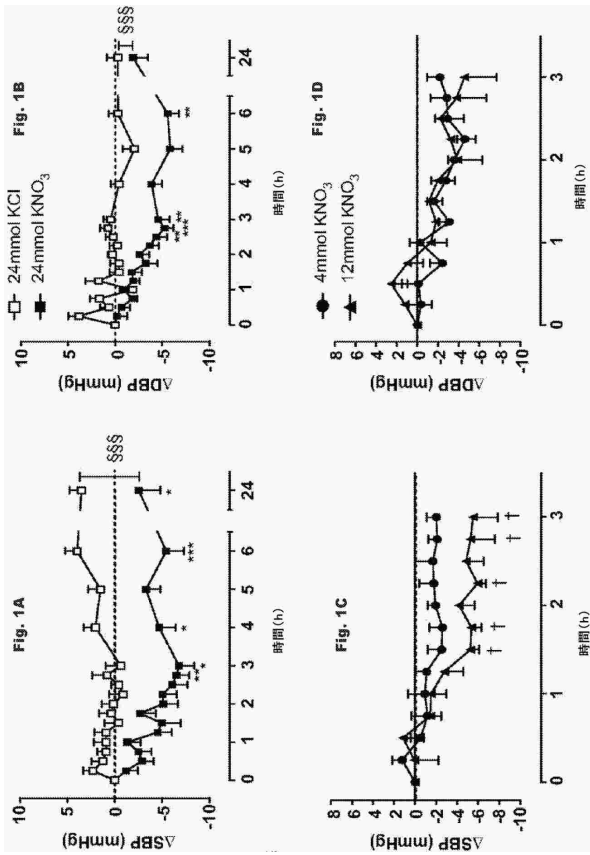 Fig. 1A
ΔSBP (mmHg)
10
5
0
-5
-10
§§§
** * * *** *
0 1 2 3 4 5 6 24
時間(h)
Fig. 1B
24mmol KCl
24mmol KNO3
ΔDBP (mmHg)
10
5
0
-5
-10
§§§
** *** ** **
0 1 2 3 4 5 6 24
時間(h)
Fig. 1C
ΔSBP (mmHg)
8
6
4
2
0
-2
-4
-6
-8
-10
† † † † †
0 1 2 3
時間(h)
Fig. 1D
4mmol KNO3
12mmol KNO3
ΔDBP (mmHg)
8
6
4
2
0
-2
-4
-6
-8
-10
0 1 2 3
時間(h)